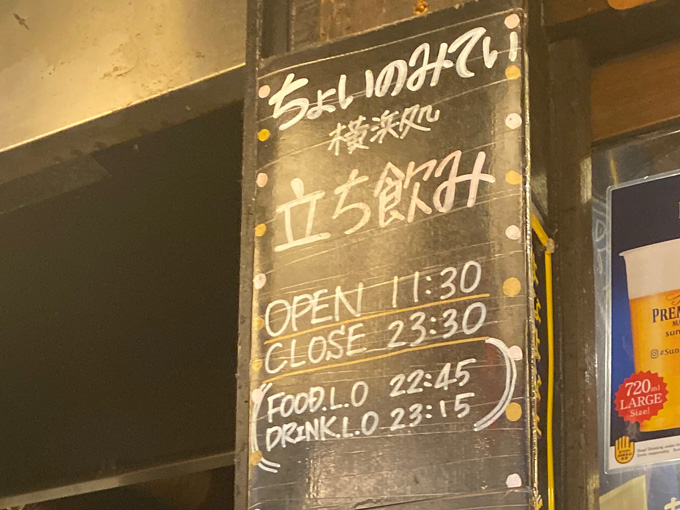 ちょいのみてい
横浜処
立ち飲み
OPEN 11:30
CLOSE 23:30
FOOD.L.O 22:45
DRINK.L.O 23:15
720ml
LARGE
Size!